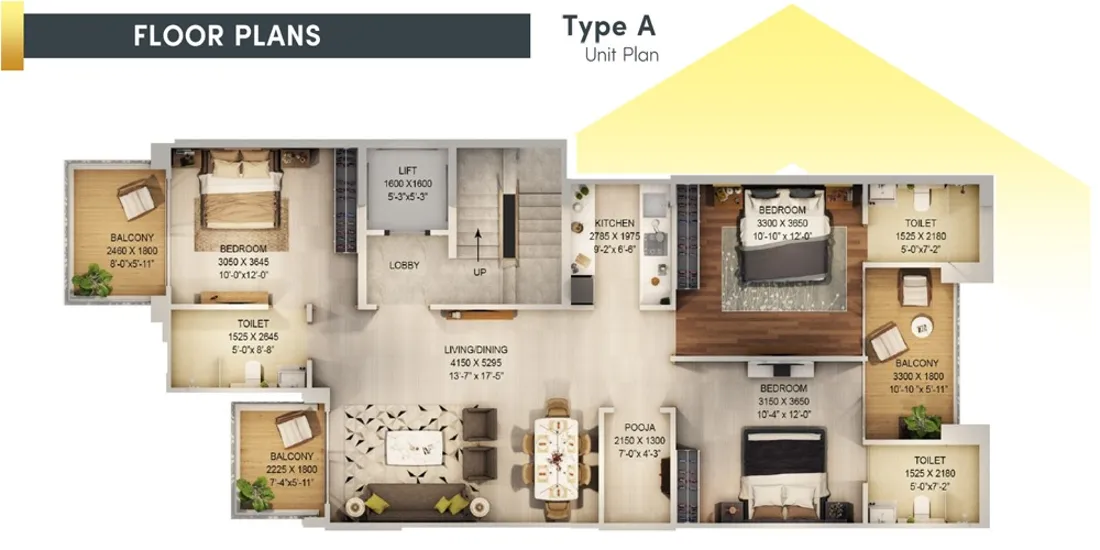 FLOOR PLANS
Type A
Unit Plan
BALCONY
2460 X 1800
8'-0"x5'-11"
BEDROOM
3050 X 3645
10'-0"x12'-0"
LIFT
1600 X1600
5'-3"x5'-3"
LOBBY
UP
KITCHEN
2785 X 1975
9'-2"x 6'-6"
BEDROOM
3300 X 3650
10'-10" x 12'-0"
TOILET
1525 X 2180
5'-0"x7'-2"
TOILET
1525 X 2645
5'-0"x 8'-8"
LIVING/DINING
4150 X 5295
13'-7" x 17'-5"
BALCONY
3300 X 1800
10'-10" x 5'-11"
BEDROOM
3150 X 3650
10'-4" x 12'-0"
BALCONY
2225 X 1800
7'-4"x5'-11"
POOJA
2150 X 1300
7'-0"x 4'-3"
TOILET
1525 X 2180
5'-0"x7'-2"